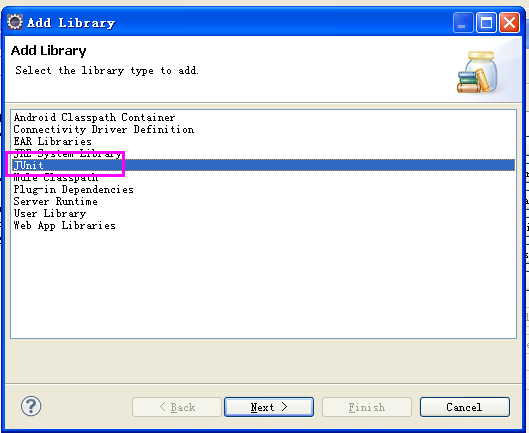 Add Library
Add Library
Select the library type to add.
Android Classpath Container
Connectivity Driver Definition
EAR Libraries
JRE System Library
JUnit
Mule Classpath
Plug-in Dependencies
Server Runtime
User Library
Web App Libraries
?
< Back
Next >
Finish
Cancel